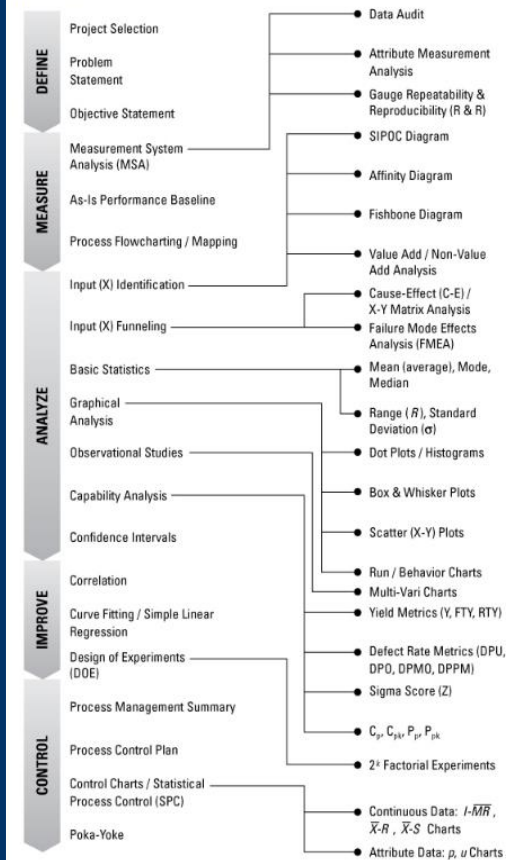 DEFINE
Project Selection
Problem
Statement
Objective Statement
MEASURE
Measurement System
Analysis (MSA)
As-Is Performance Baseline
Process Flowcharting / Mapping
ANALYZE
Input (X) Identification
Input (X) Funneling
Basic Statistics
Graphical
Analysis
Observational Studies
Capability Analysis
Confidence Intervals
IMPROVE
Correlation
Curve Fitting / Simple Linear
Regression
Design of Experiments
(DOE)
CONTROL
Process Management Summary
Process Control Plan
Control Charts / Statistical
Process Control (SPC)
Poka-Yoke
Data Audit
Attribute Measurement
Analysis
Gauge Repeatability &
Reproducibility (R & R)
SIPOC Diagram
Affinity Diagram
Fishbone Diagram
Value Add / Non-Value
Add Analysis
Cause-Effect (C-E) /
X-Y Matrix Analysis
Failure Mode Effects
Analysis (FMEA)
Mean (average), Mode,
Median
Range (R), Standard
Deviation (σ)
Dot Plots / Histograms
Box & Whisker Plots
Scatter (X-Y) Plots
Run / Behavior Charts
Multi-Vari Charts
Yield Metrics (Y, FTY, RTY)
Defect Rate Metrics (DPU,
DPO, DPMO, DPPM)
Sigma Score (Z)
Cp, Cpk, Pp, Ppk
2ᵏ Factorial Experiments
Continuous Data: I-M̅R̅,
X̅-R, X̅-S Charts
Attribute Data: p, u Charts